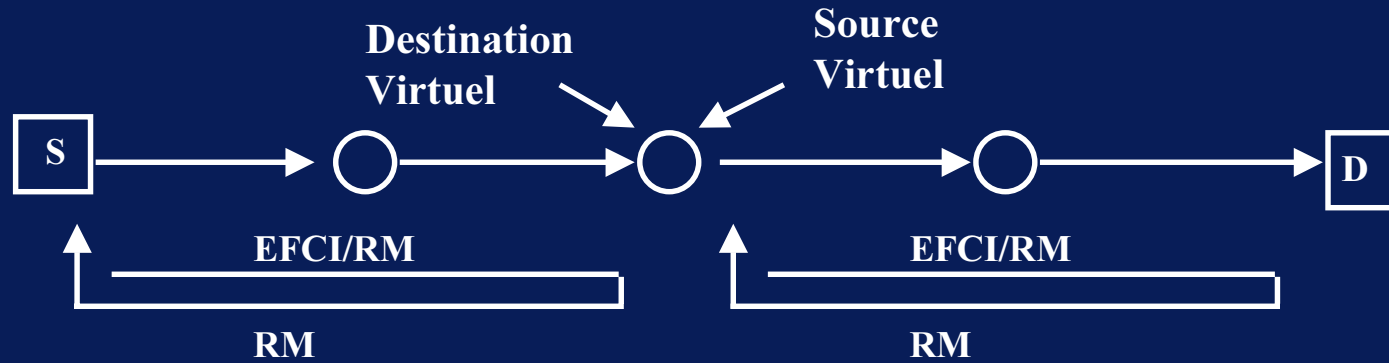 Destination
Virtuel
Source
Virtuel
S
D
EFCI/RM
EFCI/RM
RM
RM